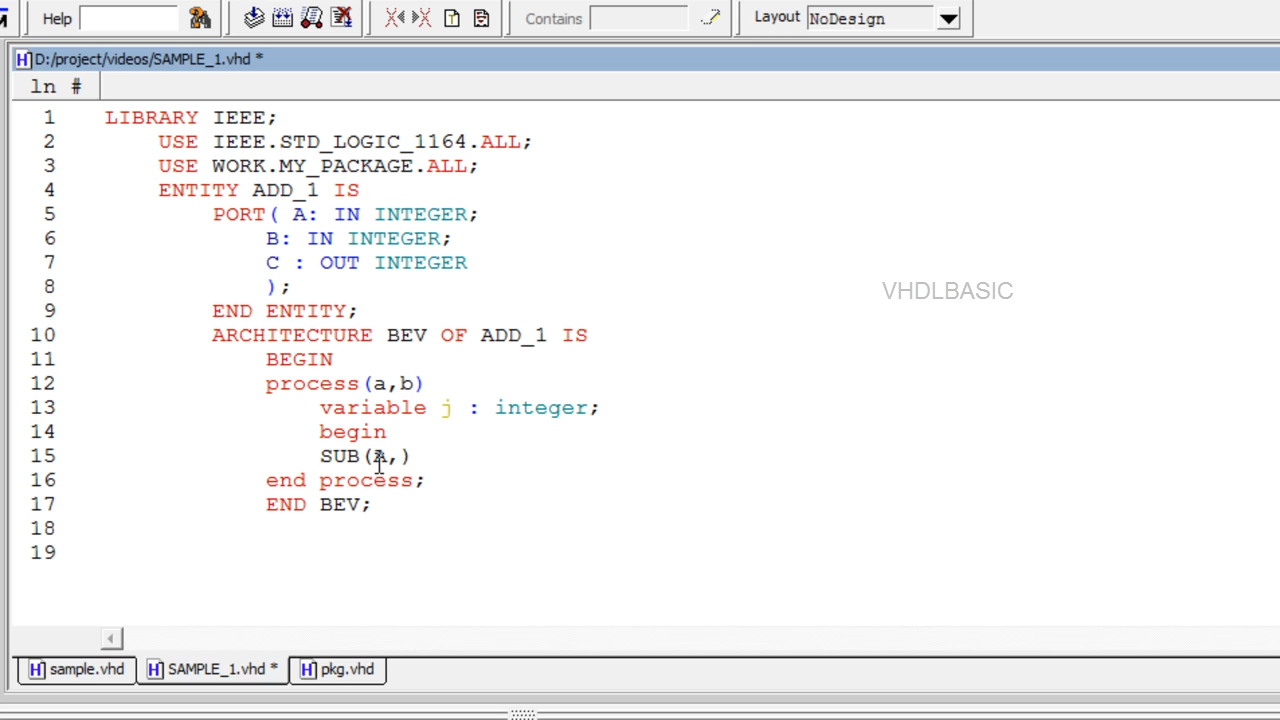 Help
Contains
Layout NoDesign
D:/project/videos/SAMPLE_1.vhd *
ln #
1 LIBRARY IEEE;
2 USE IEEE.STD_LOGIC_1164.ALL;
3 USE WORK.MY_PACKAGE.ALL;
4 ENTITY ADD_1 IS
5 PORT( A: IN INTEGER;
6 B: IN INTEGER;
7 C : OUT INTEGER
8 );
9 END ENTITY;
10 ARCHITECTURE BEV OF ADD_1 IS
11 BEGIN
12 process(a,b)
13 variable j : integer;
14 begin
15 SUB(A,)
16 end process;
17 END BEV;
18
19
VHDLBASIC
sample.vhd
SAMPLE_1.vhd *
pkg.vhd